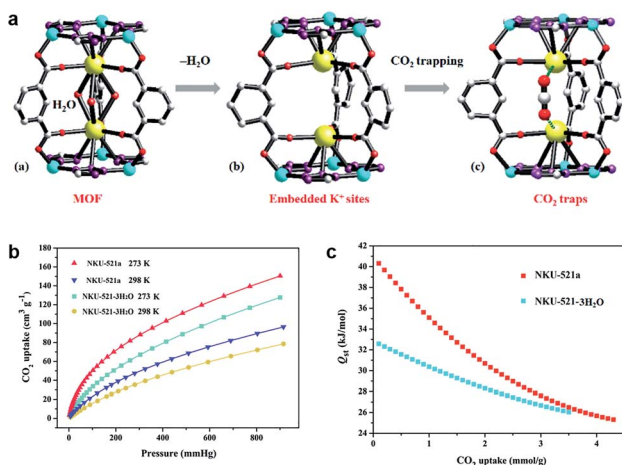 a
–H₂O
CO₂ trapping
H₂O
(a)
(b)
(c)
MOF
Embedded K⁺ sites
CO₂ traps
b
CO₂ uptake (cm³ g⁻¹)
180
160
140
120
100
80
60
40
20
0
NKU-521a 273 K
NKU-521a 298 K
NKU-521-3H₂O 273 K
NKU-521-3H₂O 298 K
0 200 400 600 800
Pressure (mmHg)
c
Qst (kJ/mol)
42
40
38
36
34
32
30
28
26
24
NKU-521a
NKU-521-3H₂O
0 1 2 3 4
CO₂ uptake (mmol/g)